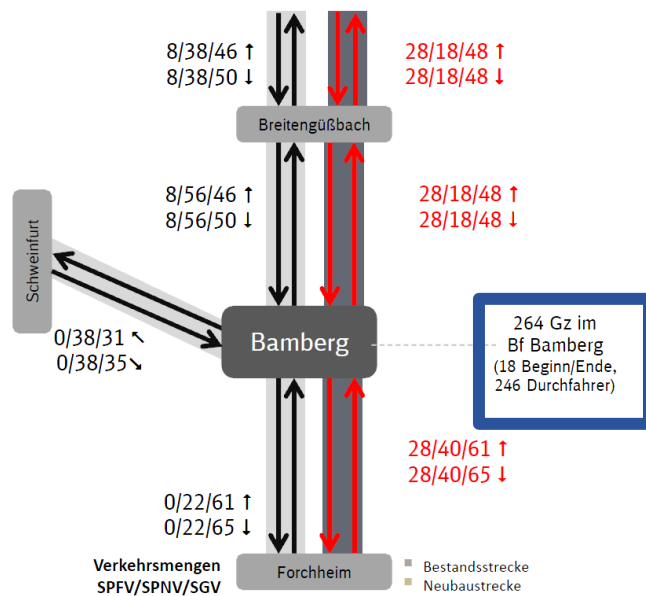 8/38/46 ↑
8/38/50 ↓
28/18/48 ↑
28/18/48 ↓
Breitengüßbach
8/56/46 ↑
8/56/50 ↓
28/18/48 ↑
28/18/48 ↓
Schweinfurt
0/38/31 ↖
0/38/35 ↘
Bamberg
264 Gz im
Bf Bamberg
(18 Beginn/Ende,
246 Durchfahrer)
28/40/61 ↑
28/40/65 ↓
0/22/61 ↑
0/22/65 ↓
Forchheim
Verkehrsmengen
SPFV/SPNV/SGV
Bestandsstrecke
Neubaustrecke